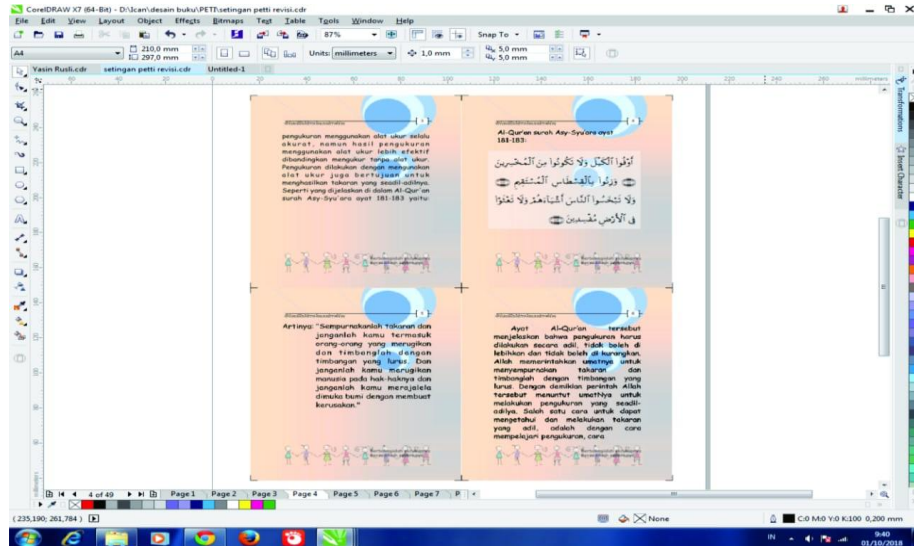 CorelDRAW X7 (64-Bit) - D:\Ican\desain buku\PETI\setingan petti revisi.cdr
File Edit View Layout Object Effects Bitmaps Text Table Tools Window Help
87% Snap To
A4 210,0 mm 297,0 mm Units: millimeters 1,0 mm 5,0 mm 5,0 mm
Yasin Rusli.cdr setingan petti revisi.cdr Untitled-1
millimeters
Transformations
Insert Character
pengukuran menggunakan alat ukur selalu
akurat, namun hasil pengukuran
menggunakan alat ukur lebih efektif
dibandingkan mengukur tanpa alat ukur.
Pengukuran dilakukan dengan menggunakan
alat ukur juga bertujuan untuk
menghasilkan takaran yang seadil-adilnya.
Seperti yang dijelaskan di dalam Al-Qur'an
surah Asy-Syu'ara ayat 181-183 yaitu:
Al-Qur'an surah Asy-Syu'ara ayat
181-183:
أَوْفُوا۟ ٱلْكَيْلَ وَلَا تَكُونُوا۟ مِنَ ٱلْمُخْسِرِينَ
وَزِنُوا۟ بِٱلْقِسْطَاسِ ٱلْمُسْتَقِيمِ
وَلَا تَبْخَسُوا۟ ٱلنَّاسَ أَشْيَآءَهُمْ وَلَا تَعْثَوْا۟
فِى ٱلْأَرْضِ مُفْسِدِينَ
Artinya: "Sempurnakanlah takaran dan
janganlah kamu termasuk
orang-orang yang merugikan
dan timbanglah dengan
timbangan yang lurus. Dan
janganlah kamu merugikan
manusia pada hak-haknya dan
janganlah kamu merajalela
dimuka bumi dengan membuat
kerusakan."
Ayat Al-Qur'an tersebut
menjelaskan bahwa pengukuran harus
dilakukan secara adil, tidak boleh di
lebihkan dan tidak boleh di kurangkan.
Allah memerintahkan umatnya untuk
menyempurnakan takaran dan
timbanglah dengan timbangan yang
lurus. Dengan demikian perintah Allah
tersebut menuntut umatNya untuk
melakukan pengukuran yang seadil-
adilya. Salah satu cara untuk dapat
mengetahui dan melakukan takaran
yang adil, adalah dengan cara
mempelajari pengukuran, cara
4 of 49 Page 1 Page 2 Page 3 Page 4 Page 5 Page 6 Page 7 P
(235,190; 261,784) None C:0 M:0 Y:0 K:100 0,200 mm
IN 9:40
01/10/2018